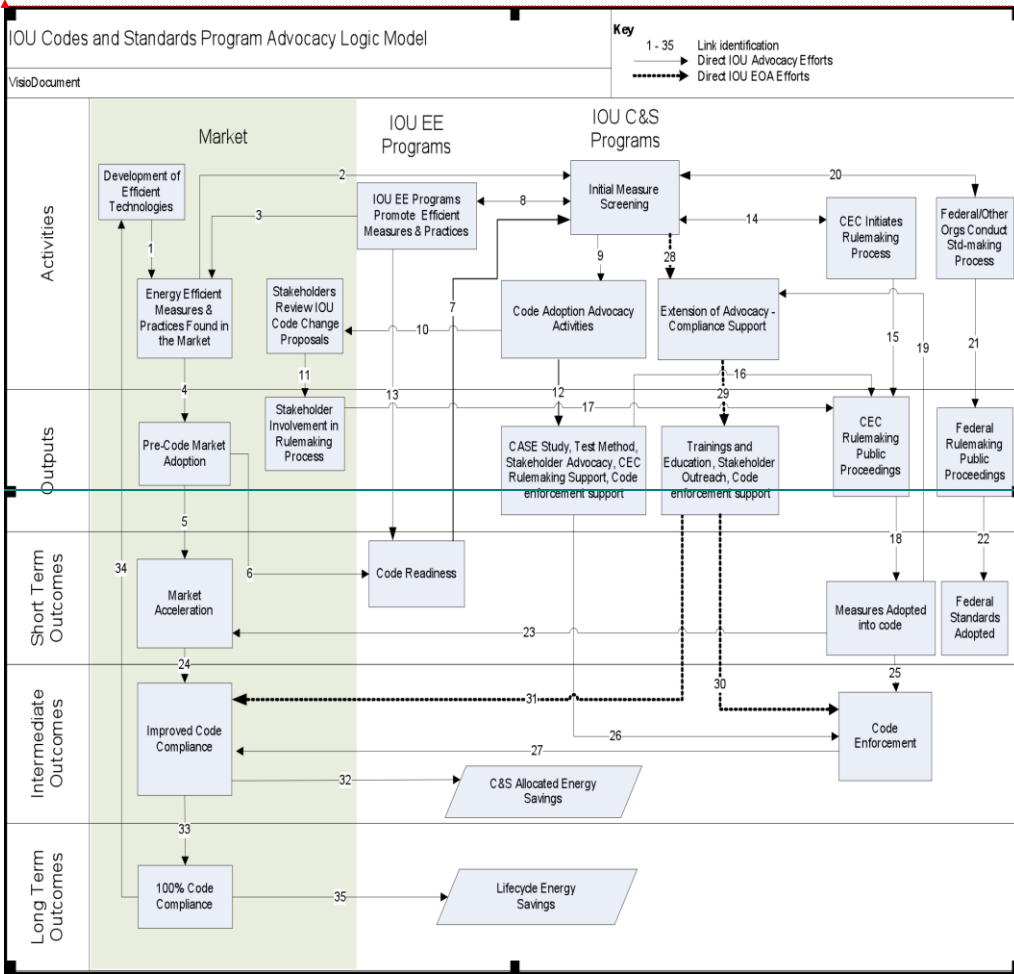 IOU Codes and Standards Program Advocacy Logic Model
VisioDocument
Key
1 - 35 Link identification
Direct IOU Advocacy Efforts
Direct IOU EOA Efforts
Activities
Market
IOU EE
Programs
IOU C&S
Programs
Development of
Efficient
Technologies
2
IOU EE Programs
Promote Efficient
Measures & Practices
8
Initial Measure
Screening
20
3
14
CEC Initiates
Rulemaking
Process
Federal/Other
Orgs Conduct
Std-making
Process
1
9
28
Energy Efficient
Measures &
Practices Found in
the Market
Stakeholders
Review IOU
Code Change
Proposals
7
Code Adoption Advocacy
Activities
Extension of Advocacy -
Compliance Support
10
15
19
21
11
16
4
13
12
29
Outputs
Pre-Code Market
Adoption
Stakeholder
Involvement in
Rulemaking
Process
17
CASE Study, Test Method,
Stakeholder Advocacy, CEC
Rulemaking Support, Code
enforcement support
Trainings and
Education, Stakeholder
Outreach, Code
enforcement support
CEC
Rulemaking
Public
Proceedings
Federal
Rulemaking
Public
Proceedings
5
18
22
Short Term
Outcomes
34
6
Market
Acceleration
Code Readiness
Measures Adopted
into code
Federal
Standards
Adopted
23
24
25
Intermediate
Outcomes
Improved Code
Compliance
31
30
26
27
Code
Enforcement
32
C&S Allocated Energy
Savings
33
Long Term
Outcomes
100% Code
Compliance
35
Lifecycle Energy
Savings